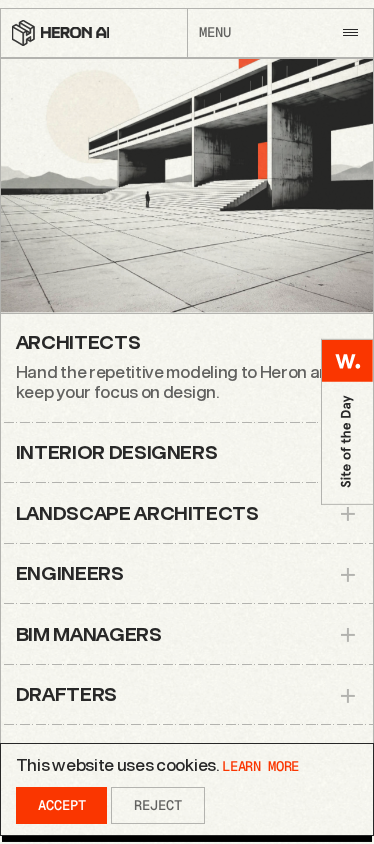 HERON AI
MENU
ARCHITECTS
Hand the repetitive modeling to Heron
keep your focus on design.
W.
Site of the Day
INTERIOR DESIGNERS
LANDSCAPE ARCHITECTS
ENGINEERS
BIM MANAGERS
DRAFTERS
This website uses cookies. LEARN MORE
ACCEPT
REJECT